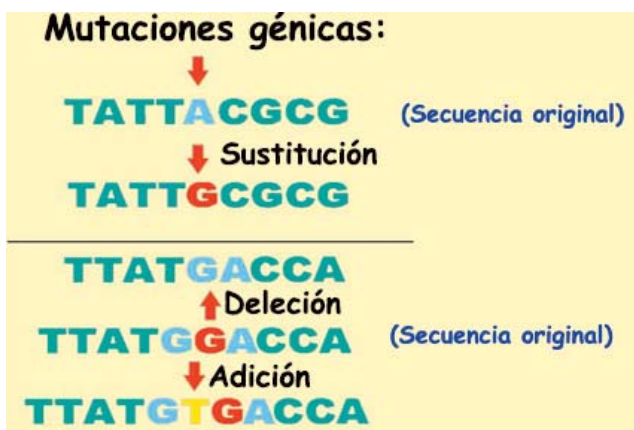 Mutaciones génicas:
TATTACGCG (Secuencia original)
Sustitución
TATTGCGCG
TTATGACCA
Deleción
TTATGGACCA (Secuencia original)
Adición
TTATGTGACCA